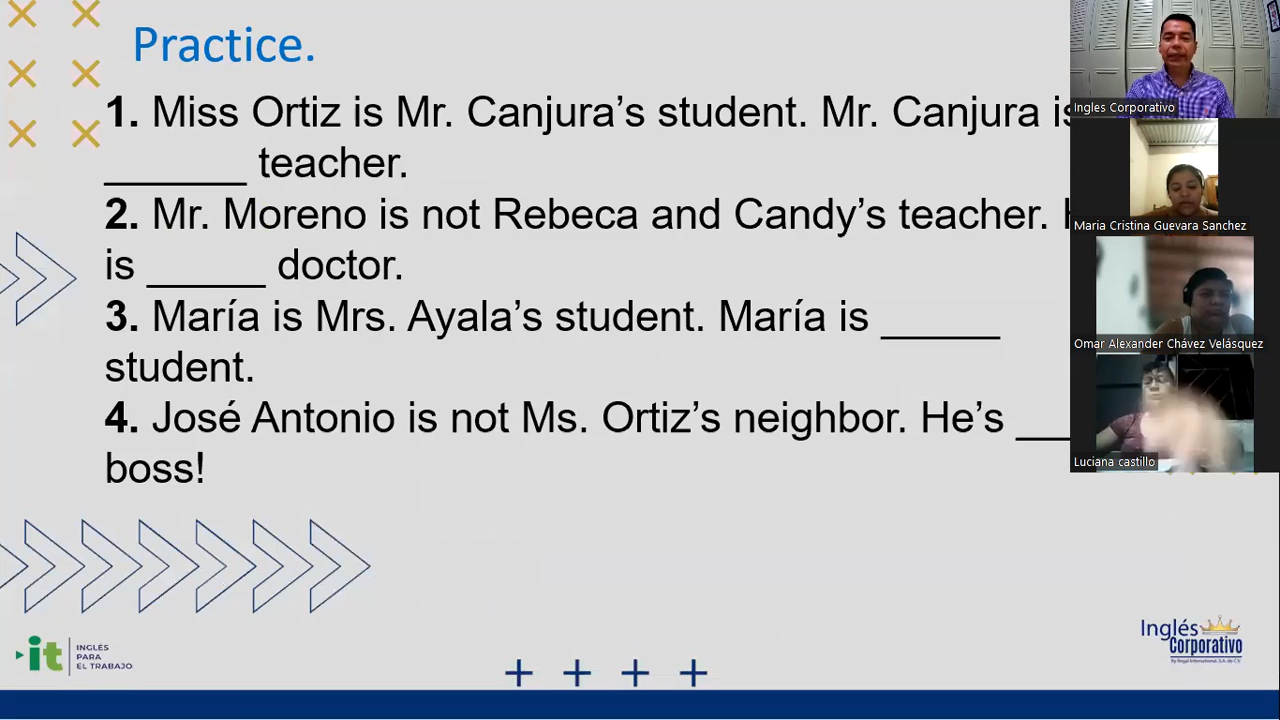 Practice.
1. Miss Ortiz is Mr. Canjura’s student. Mr. Canjura is
______ teacher.
2. Mr. Moreno is not Rebeca and Candy’s teacher.
is _____ doctor.
3. María is Mrs. Ayala’s student. María is _____
student.
4. José Antonio is not Ms. Ortiz’s neighbor. He’s ___
boss!
Ingles Corporativo
Maria Cristina Guevara Sanchez
Omar Alexander Chávez Velásquez
Luciana castillo
it
INGLÉS
PARA
EL TRABAJO
Inglés
Corporativo